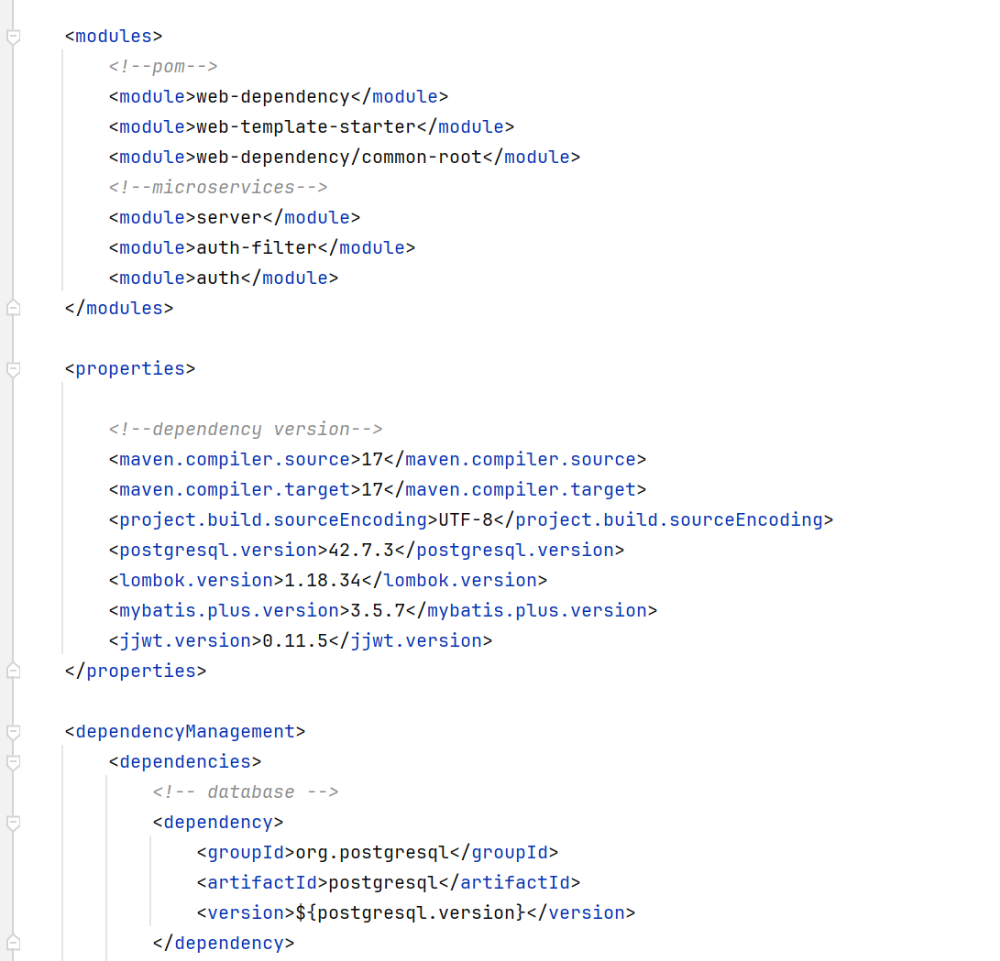 <modules>
<!--pom-->
<module>web-dependency</module>
<module>web-template-starter</module>
<module>web-dependency/common-root</module>
<!--microservices-->
<module>server</module>
<module>auth-filter</module>
<module>auth</module>
</modules>
<properties>
<!--dependency version-->
<maven.compiler.source>17</maven.compiler.source>
<maven.compiler.target>17</maven.compiler.target>
<project.build.sourceEncoding>UTF-8</project.build.sourceEncoding>
<postgresql.version>42.7.3</postgresql.version>
<lombok.version>1.18.34</lombok.version>
<mybatis.plus.version>3.5.7</mybatis.plus.version>
<jjwt.version>0.11.5</jjwt.version>
</properties>
<dependencyManagement>
<dependencies>
<!-- database -->
<dependency>
<groupId>org.postgresql</groupId>
<artifactId>postgresql</artifactId>
<version>${postgresql.version}</version>
</dependency>